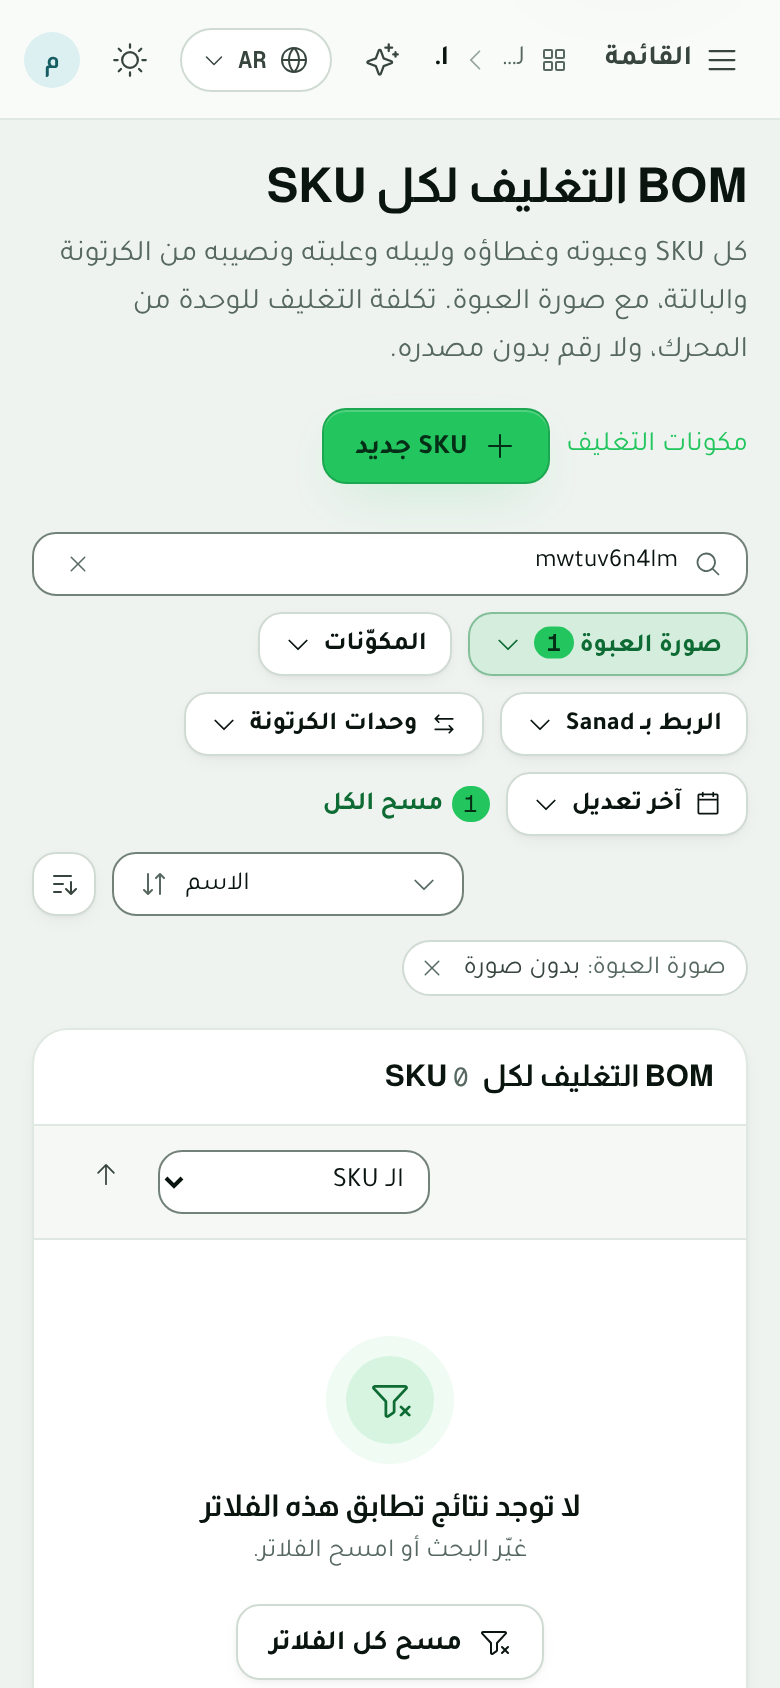 القائمة
لـ...
ا.
AR
م
BOM التغليف لكل SKU
كل SKU وعبوته وغطاؤه وليبله وعلبته ونصيبه من الكرتونة
والبالتة، مع صورة العبوة. تكلفة التغليف للوحدة من
المحرك، ولا رقم بدون مصدره.
مكونات التغليف
SKU جديد
mwtuv6n4lm
صورة العبوة 1
المكوّنات
الربط بـ Sanad
وحدات الكرتونة
آخر تعديل
1 مسح الكل
الاسم
صورة العبوة: بدون صورة
BOM التغليف لكل SKU 0
الـ SKU
لا توجد نتائج تطابق هذه الفلاتر
غيّر البحث أو امسح الفلاتر.
مسح كل الفلاتر